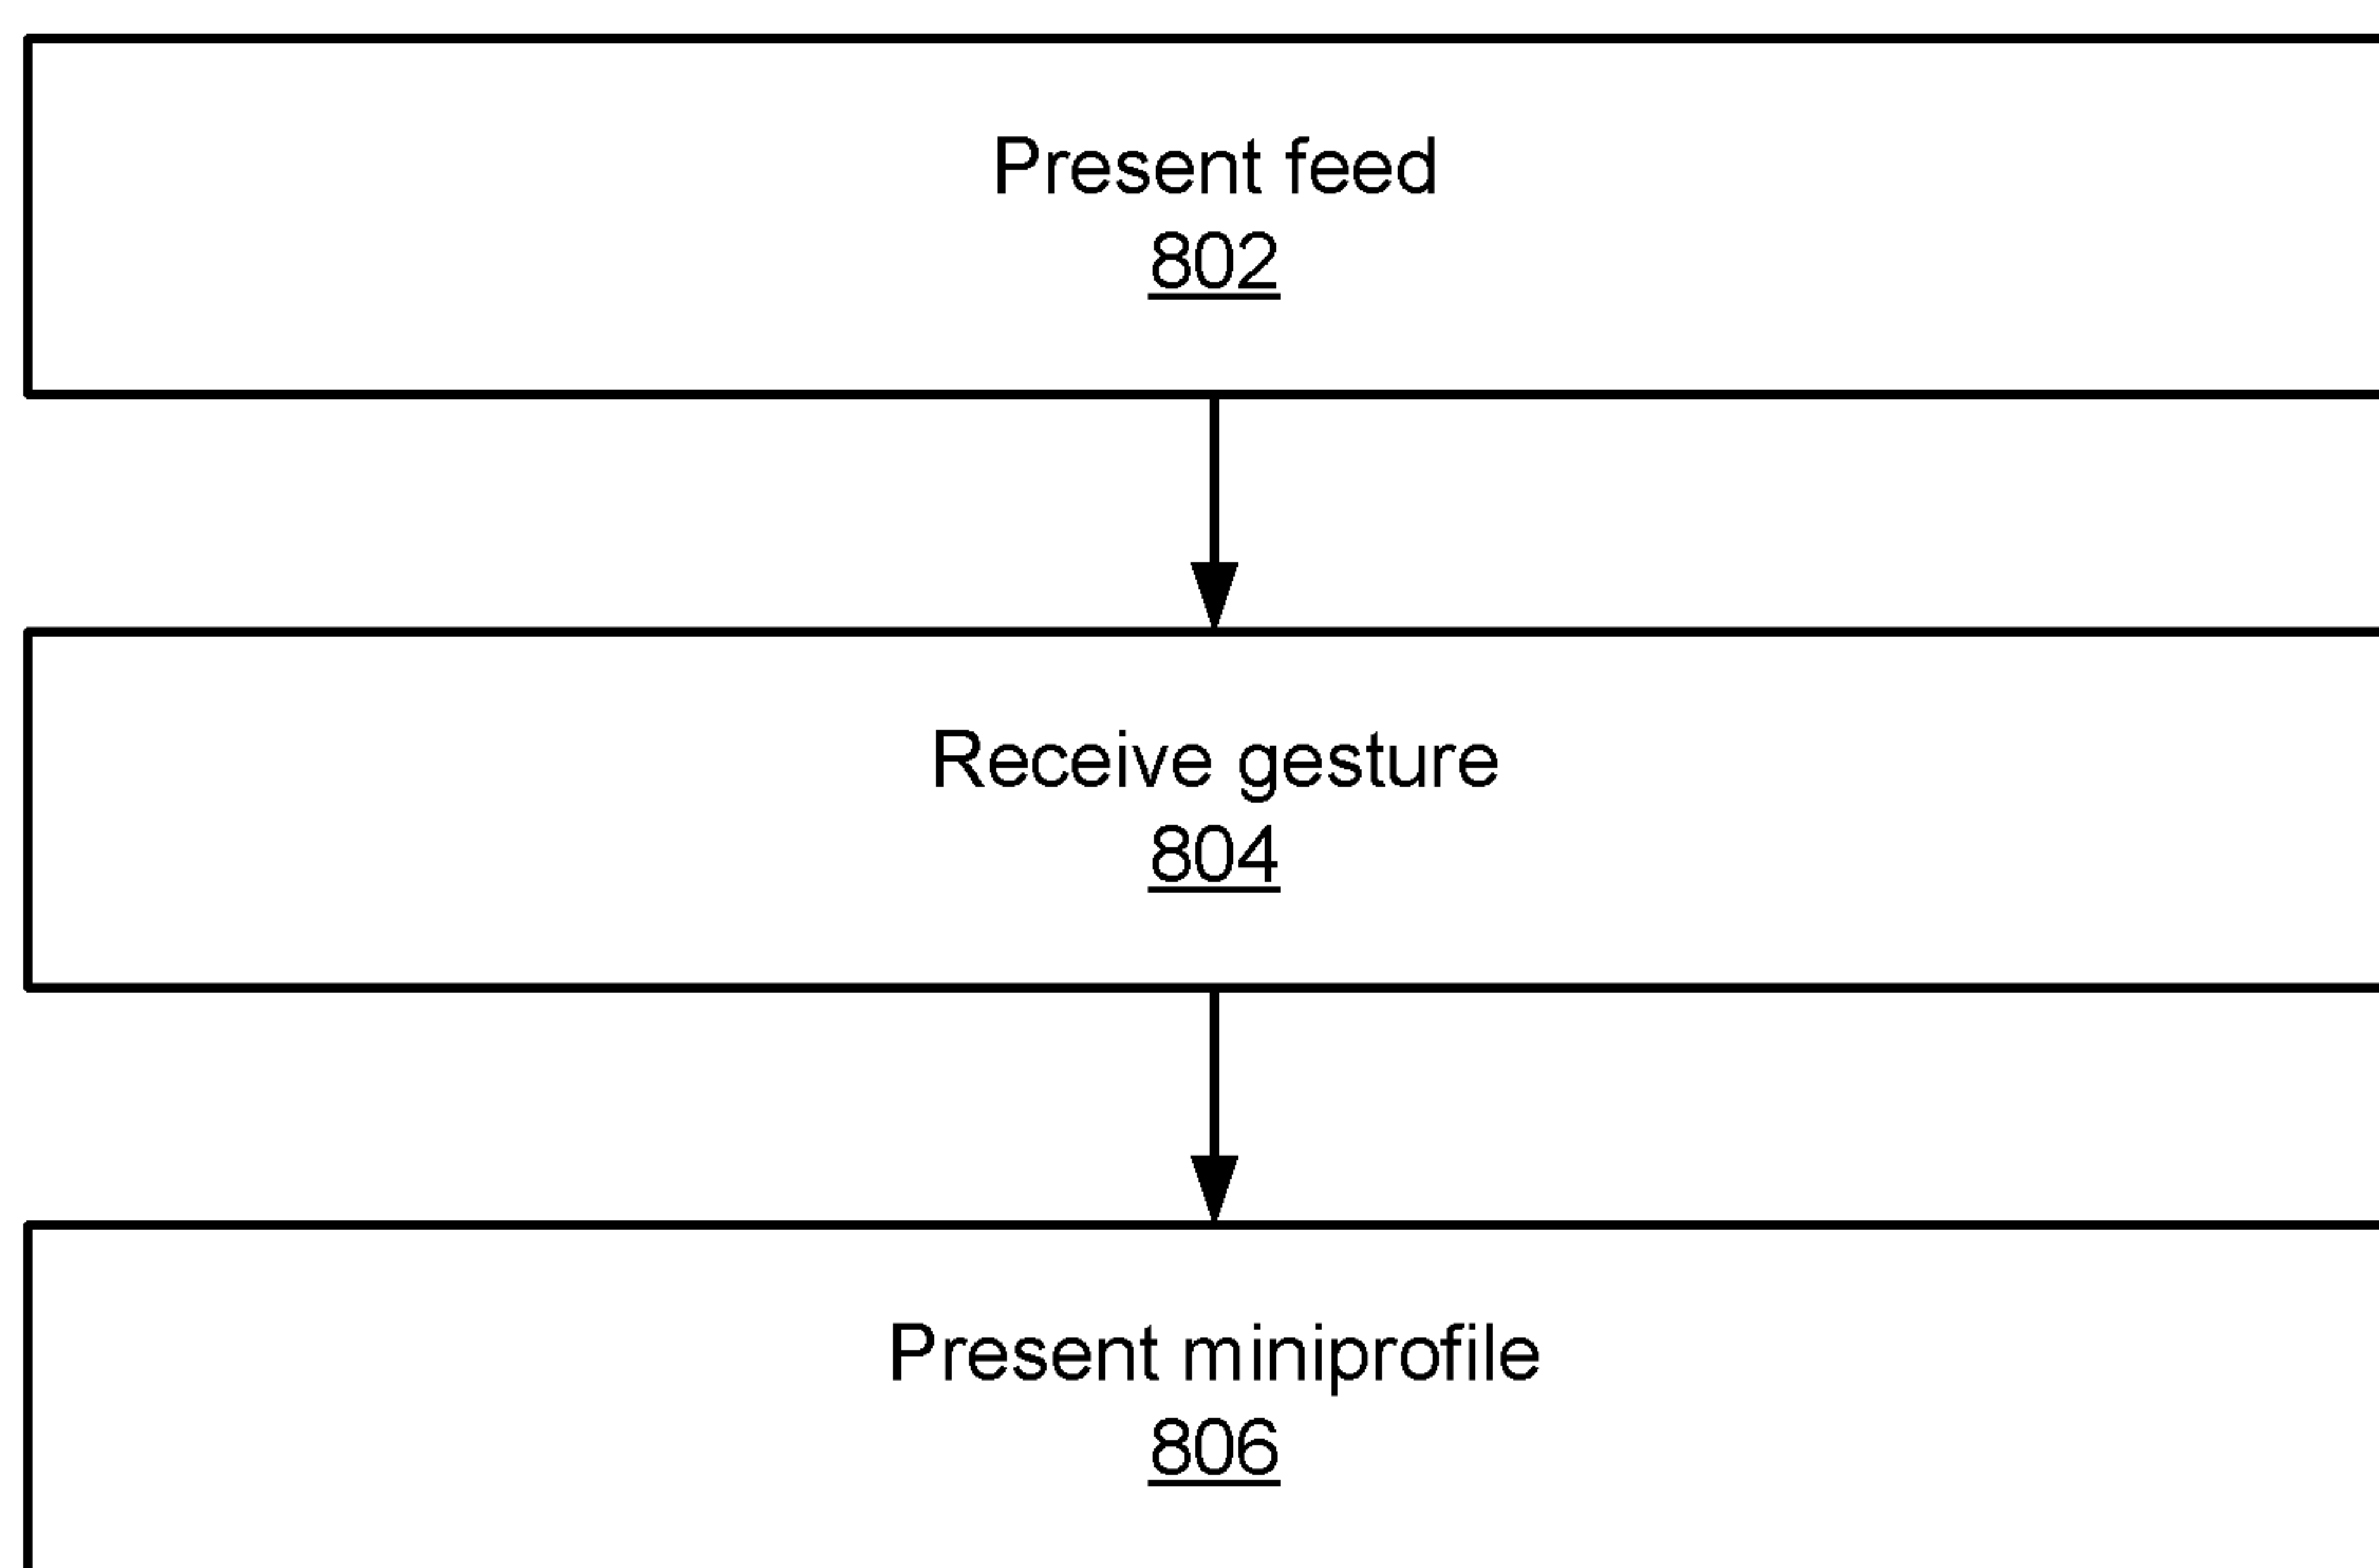 Present feed
802
Receive gesture
804
Present miniprofile
806